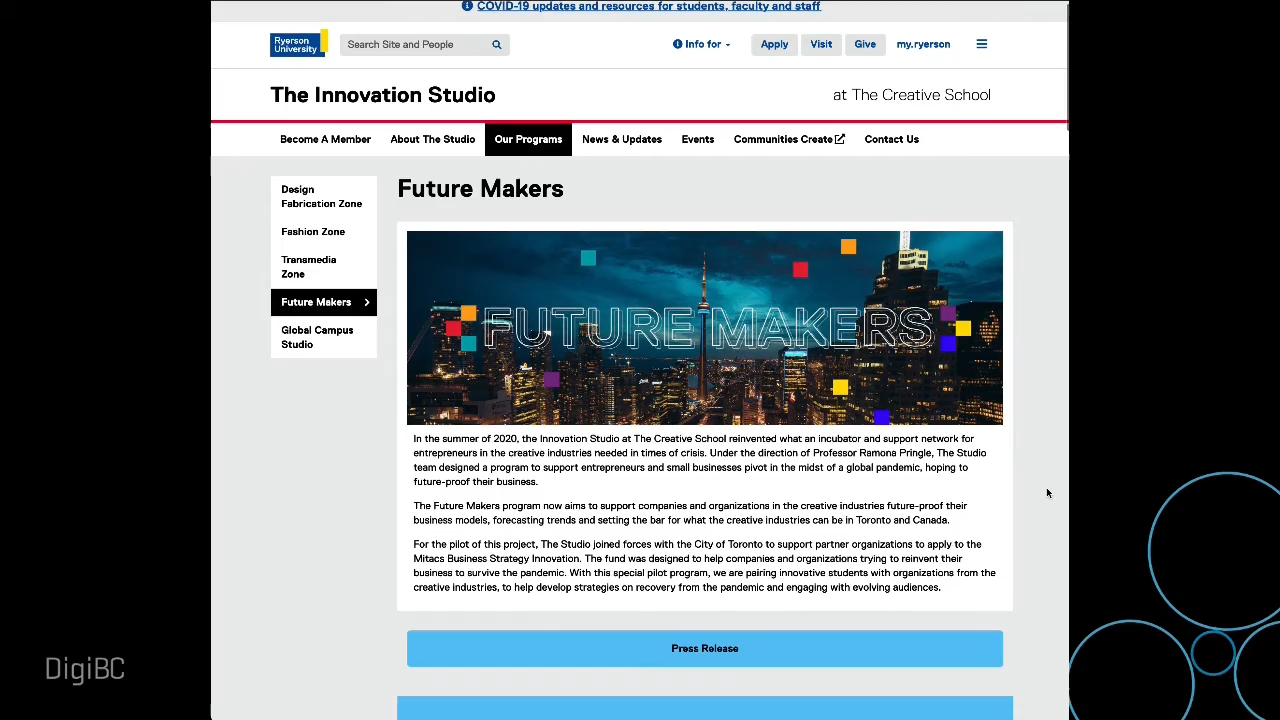 COVID-19 updates and resources for students, faculty and staff
Ryerson
University
Search Site and People
Info for
Apply
Visit
Give
my.ryerson
The Innovation Studio
at The Creative School
Become A Member
About The Studio
Our Programs
News & Updates
Events
Communities Create
Contact Us
Design
Fabrication Zone
Fashion Zone
Transmedia
Zone
Future Makers
Global Campus
Studio
Future Makers
FUTURE MAKERS
In the summer of 2020, the Innovation Studio at The Creative School reinvented what an incubator and support network for
entrepreneurs in the creative industries needed in times of crisis. Under the direction of Professor Ramona Pringle, The Studio
team designed a program to support entrepreneurs and small businesses pivot in the midst of a global pandemic, hoping to
future-proof their business.
The Future Makers program now aims to support companies and organizations in the creative industries future-proof their
business models, forecasting trends and setting the bar for what the creative industries can be in Toronto and Canada.
For the pilot of this project, The Studio joined forces with the City of Toronto to support partner organizations to apply to the
Mitacs Business Strategy Innovation. The fund was designed to help companies and organizations trying to reinvent their
business to survive the pandemic. With this special pilot program, we are pairing innovative students with organizations from the
creative industries, to help develop strategies on recovery from the pandemic and engaging with evolving audiences.
Press Release
DigiBC